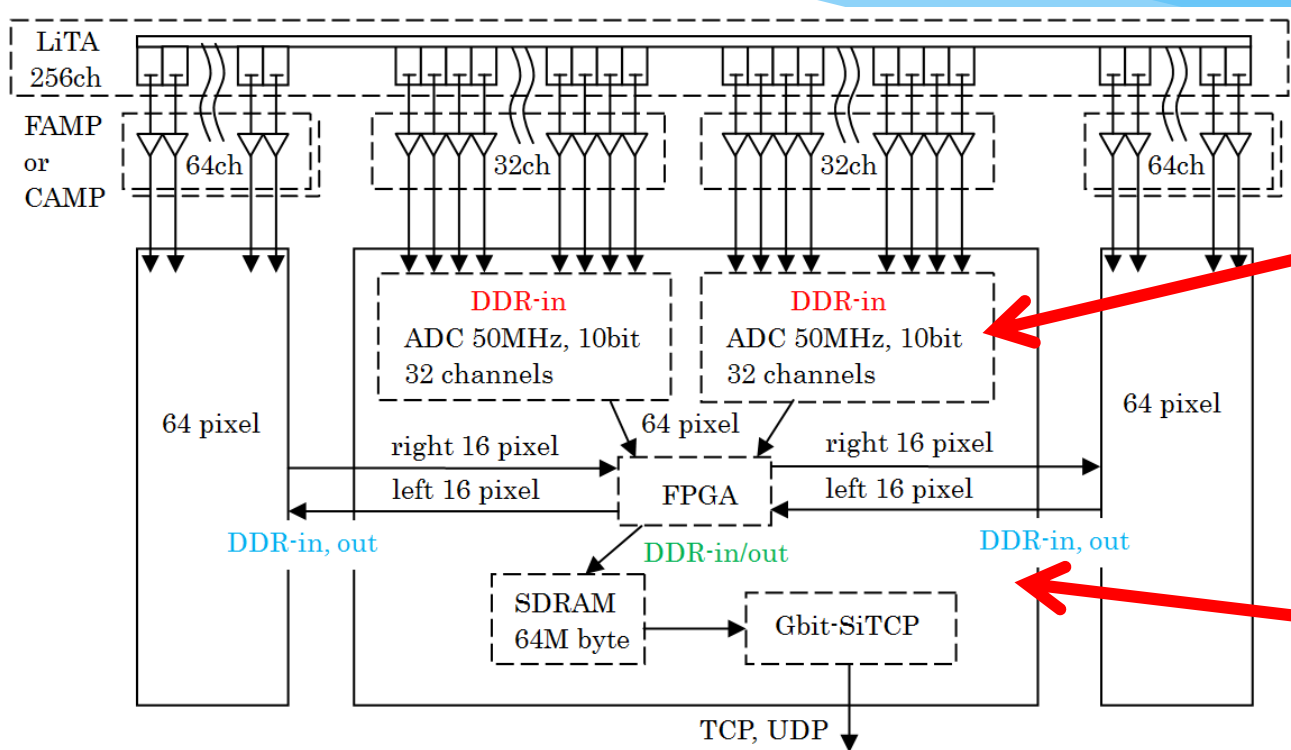 LiTA
256ch
FAMP
or
CAMP
64ch
32ch
32ch
64ch
DDR-in
ADC 50MHz, 10bit
32 channels
DDR-in
ADC 50MHz, 10bit
32 channels
64 pixel
64 pixel
64 pixel
right 16 pixel
left 16 pixel
FPGA
right 16 pixel
left 16 pixel
DDR-in, out
DDR-in/out
DDR-in, out
SDRAM
64M byte
Gbit-SiTCP
TCP, UDP